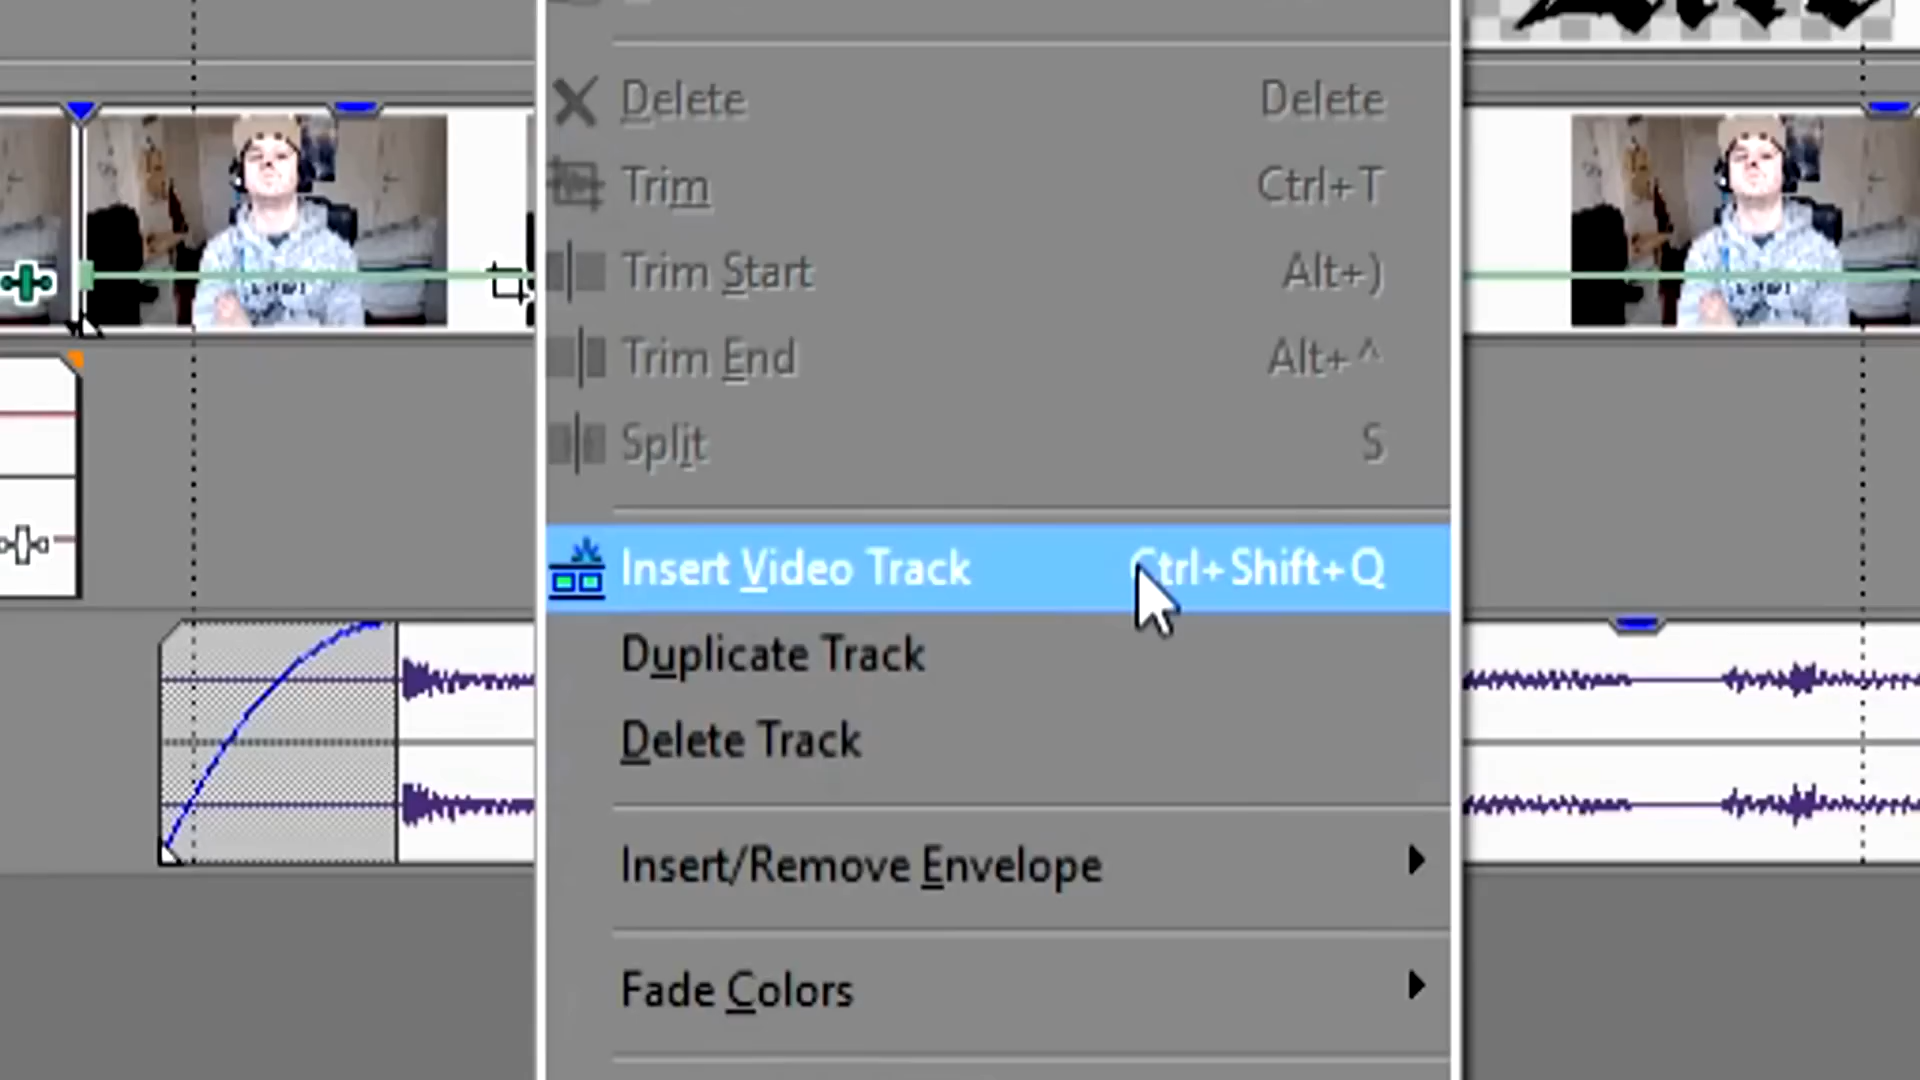 Delete Delete
Trim Ctrl+T
Trim Start Alt+)
Trim End Alt+^
Split S
Insert Video Track Ctrl+Shift+Q
Duplicate Track
Delete Track
Insert/Remove Envelope
Fade Colors